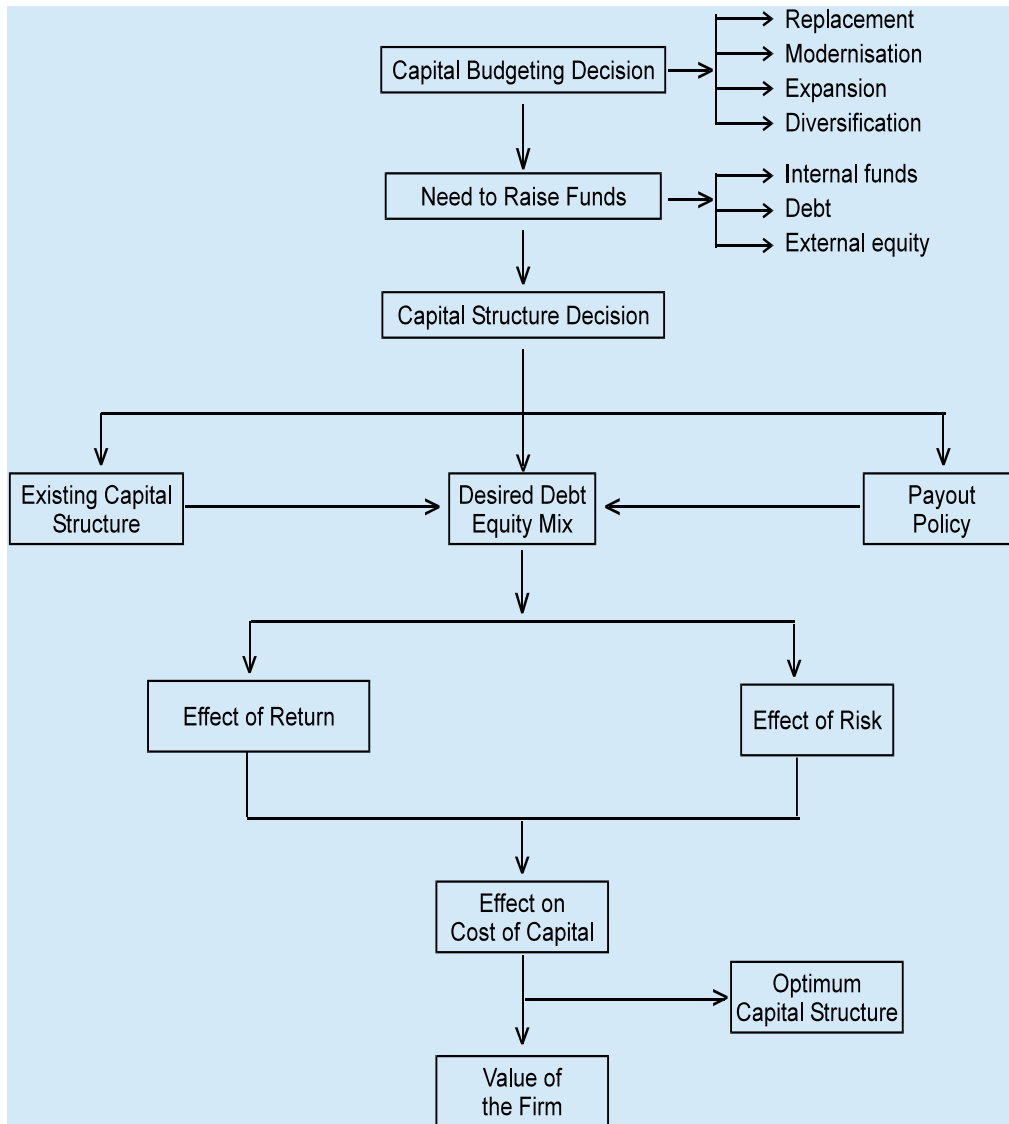 Replacement
Capital Budgeting Decision
Modernisation
Expansion
Diversification
Need to Raise Funds
Internal funds
Debt
External equity
Capital Structure Decision
Existing Capital
Structure
Desired Debt
Equity Mix
Payout
Policy
Effect of Return
Effect of Risk
Effect on
Cost of Capital
Optimum
Capital Structure
Value of
the Firm